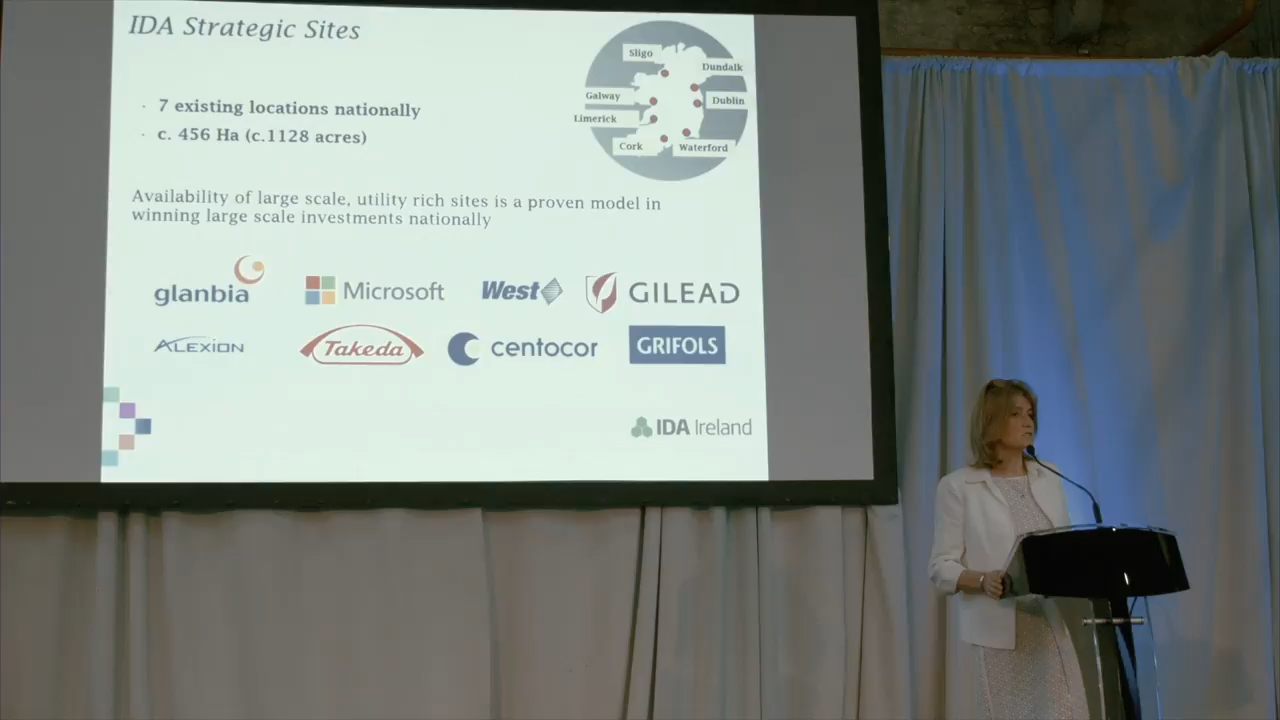 IDA Strategic Sites
· 7 existing locations nationally
· c. 456 Ha (c.1128 acres)
Sligo
Dundalk
Galway
Dublin
Limerick
Cork
Waterford
Availability of large scale, utility rich sites is a proven model in
winning large scale investments nationally
glanbia
Microsoft
West
GILEAD
ALEXION
Takeda
centocor
GRIFOLS
IDA Ireland